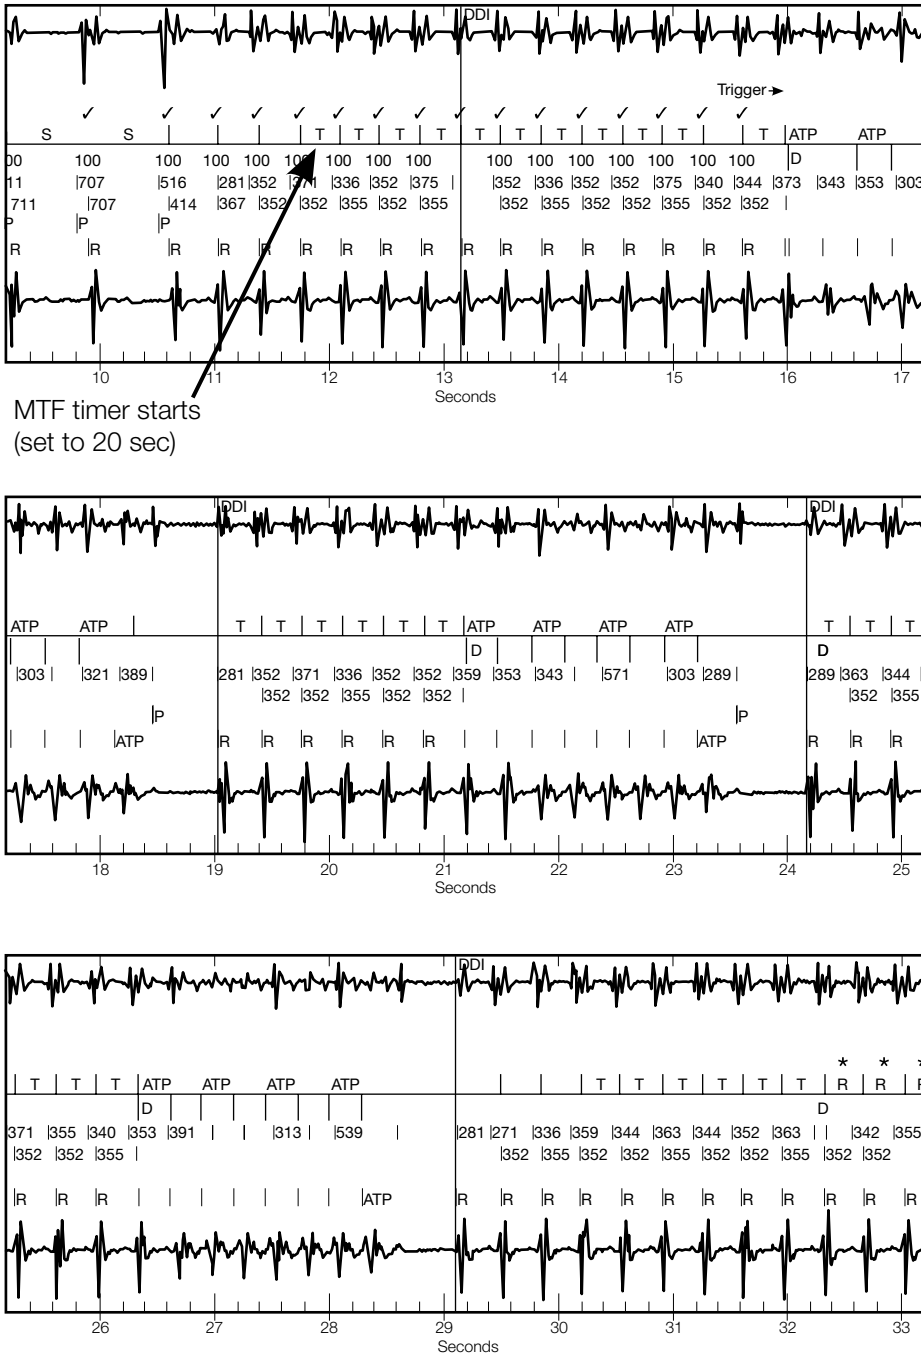 DDI
Trigger →
✓ ✓ ✓ ✓ ✓ ✓ ✓ ✓ ✓ ✓ ✓ ✓ ✓ ✓ ✓ ✓
S S T T T T T T T T T T T ATP ATP
00 100 100 100 100 100 100 100 100 100 100 100 100 100 100 100 D
11 707 516 281 352 371 336 352 375 352 336 352 352 375 340 344 373 343 353 303
711 707 414 367 352 352 355 352 355 352 355 352 352 355 352 352
P P P
R R R R R R R R R R R R R R R R R
10 11 12 13 14 15 16 17
Seconds
MTF timer starts
(set to 20 sec)
DDI DDI
ATP ATP T T T T T T ATP ATP ATP ATP T T T
D D
303 321 389 281 352 371 336 352 352 359 353 343 571 303 289 289 363 344
352 352 355 352 352 352 355
P P
ATP R R R R R R ATP R R R
18 19 20 21 22 23 24 25
Seconds
DDI
* * *
T T T ATP ATP ATP ATP T T T T T T R R
D D
371 355 340 353 391 313 539 281 271 336 359 344 363 344 352 363 342 355
352 352 355 352 355 352 352 355 352 352 355 352 352
R R R ATP R R R R R R R R R R R R
26 27 28 29 30 31 32 33
Seconds